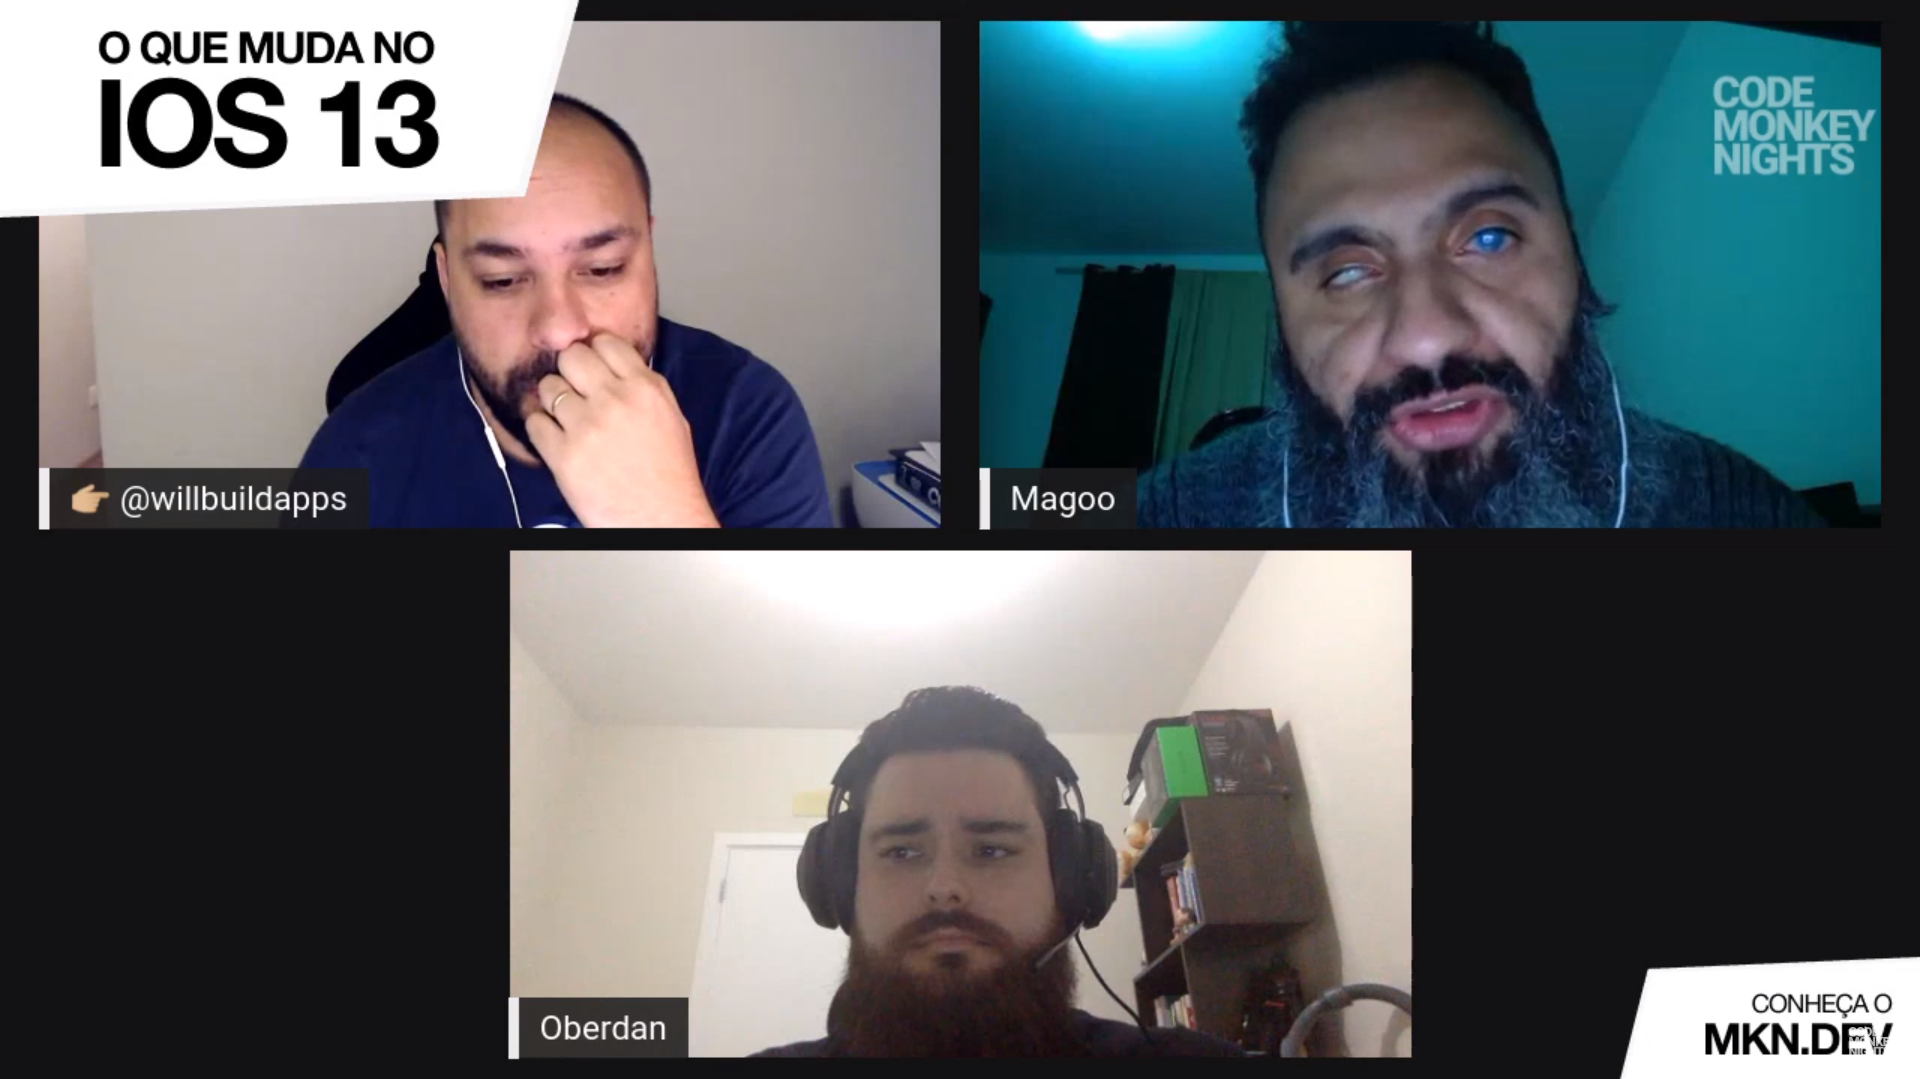 O QUE MUDA NO
IOS 13
CODE
MONKEY
NIGHTS
👉🏼 @willbuildapps
Magoo
Oberdan
CONHEÇA O
MKN.DEV